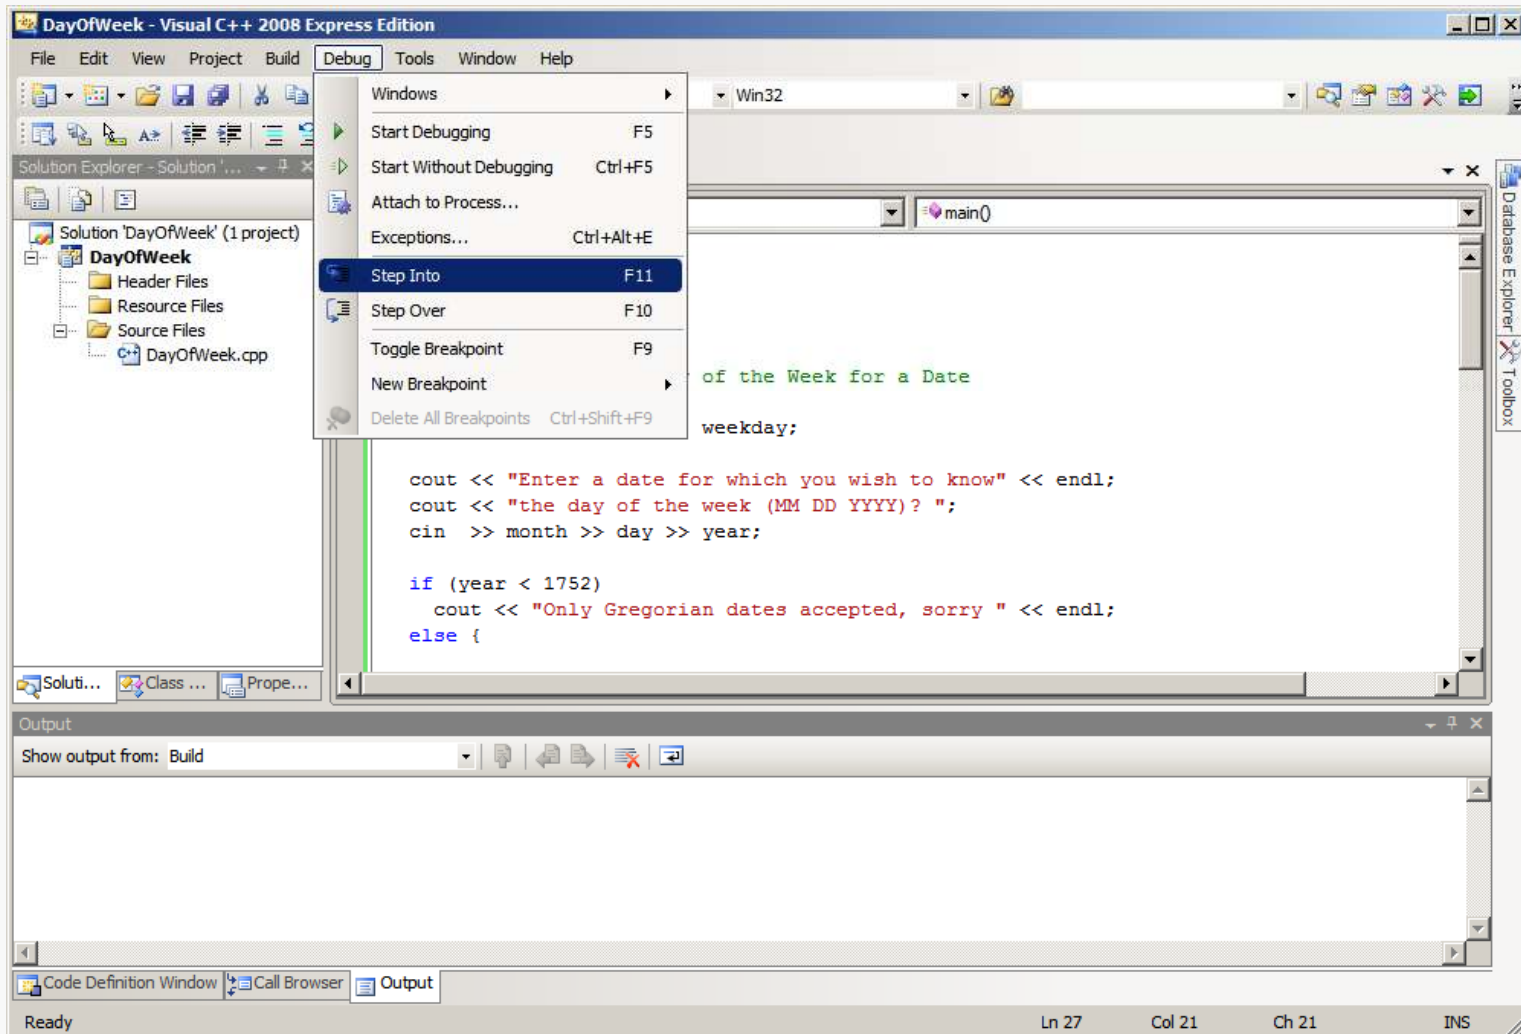 DayOfWeek - Visual C++ 2008 Express Edition
File Edit View Project Build Debug Tools Window Help
Win32
Windows
Start Debugging F5
Start Without Debugging Ctrl+F5
Attach to Process...
Exceptions... Ctrl+Alt+E
Step Into F11
Step Over F10
Toggle Breakpoint F9
New Breakpoint
Delete All Breakpoints Ctrl+Shift+F9
Solution Explorer - Solution '...
Solution 'DayOfWeek' (1 project)
DayOfWeek
Header Files
Resource Files
Source Files
DayOfWeek.cpp
Soluti... Class ... Prope...
main()
of the Week for a Date
weekday;
cout << "Enter a date for which you wish to know" << endl;
cout << "the day of the week (MM DD YYYY)? ";
cin >> month >> day >> year;
if (year < 1752)
cout << "Only Gregorian dates accepted, sorry " << endl;
else {
Database Explorer
Toolbox
Output
Show output from: Build
Code Definition Window Call Browser Output
Ready Ln 27 Col 21 Ch 21 INS